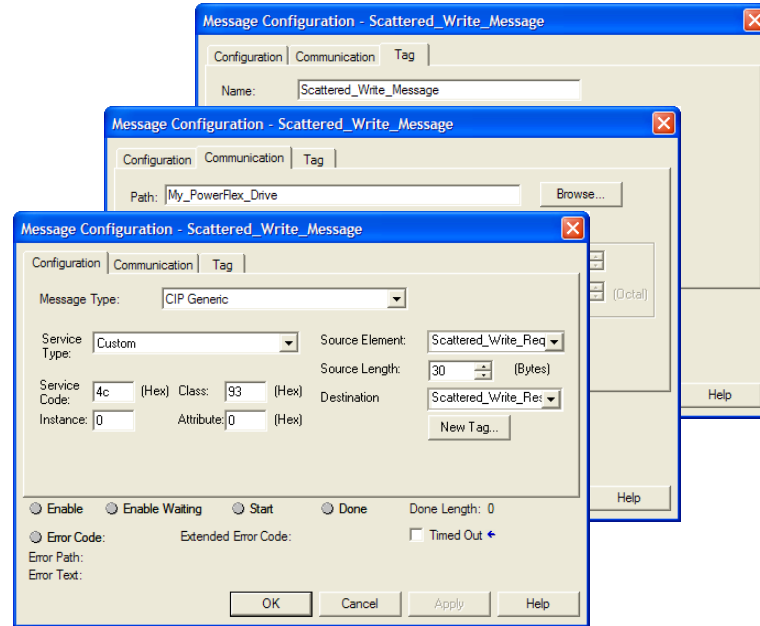 Message Configuration - Scattered_Write_Message
Configuration Communication Tag
Name: Scattered_Write_Message
Help
Message Configuration - Scattered_Write_Message
Configuration Communication Tag
Path: My_PowerFlex_Drive Browse...
(Octal)
Help
Message Configuration - Scattered_Write_Message
Configuration Communication Tag
Message Type: CIP Generic
Service Type: Custom
Source Element: Scattered_Write_Req
Source Length: 30 (Bytes)
Service Code: 4c (Hex) Class: 93 (Hex)
Destination Scattered_Write_Res
Instance: 0 Attribute: 0 (Hex)
New Tag...
Enable Enable Waiting Start Done Done Length: 0
Error Code: Extended Error Code: Timed Out
Error Path:
Error Text:
OK Cancel Apply Help